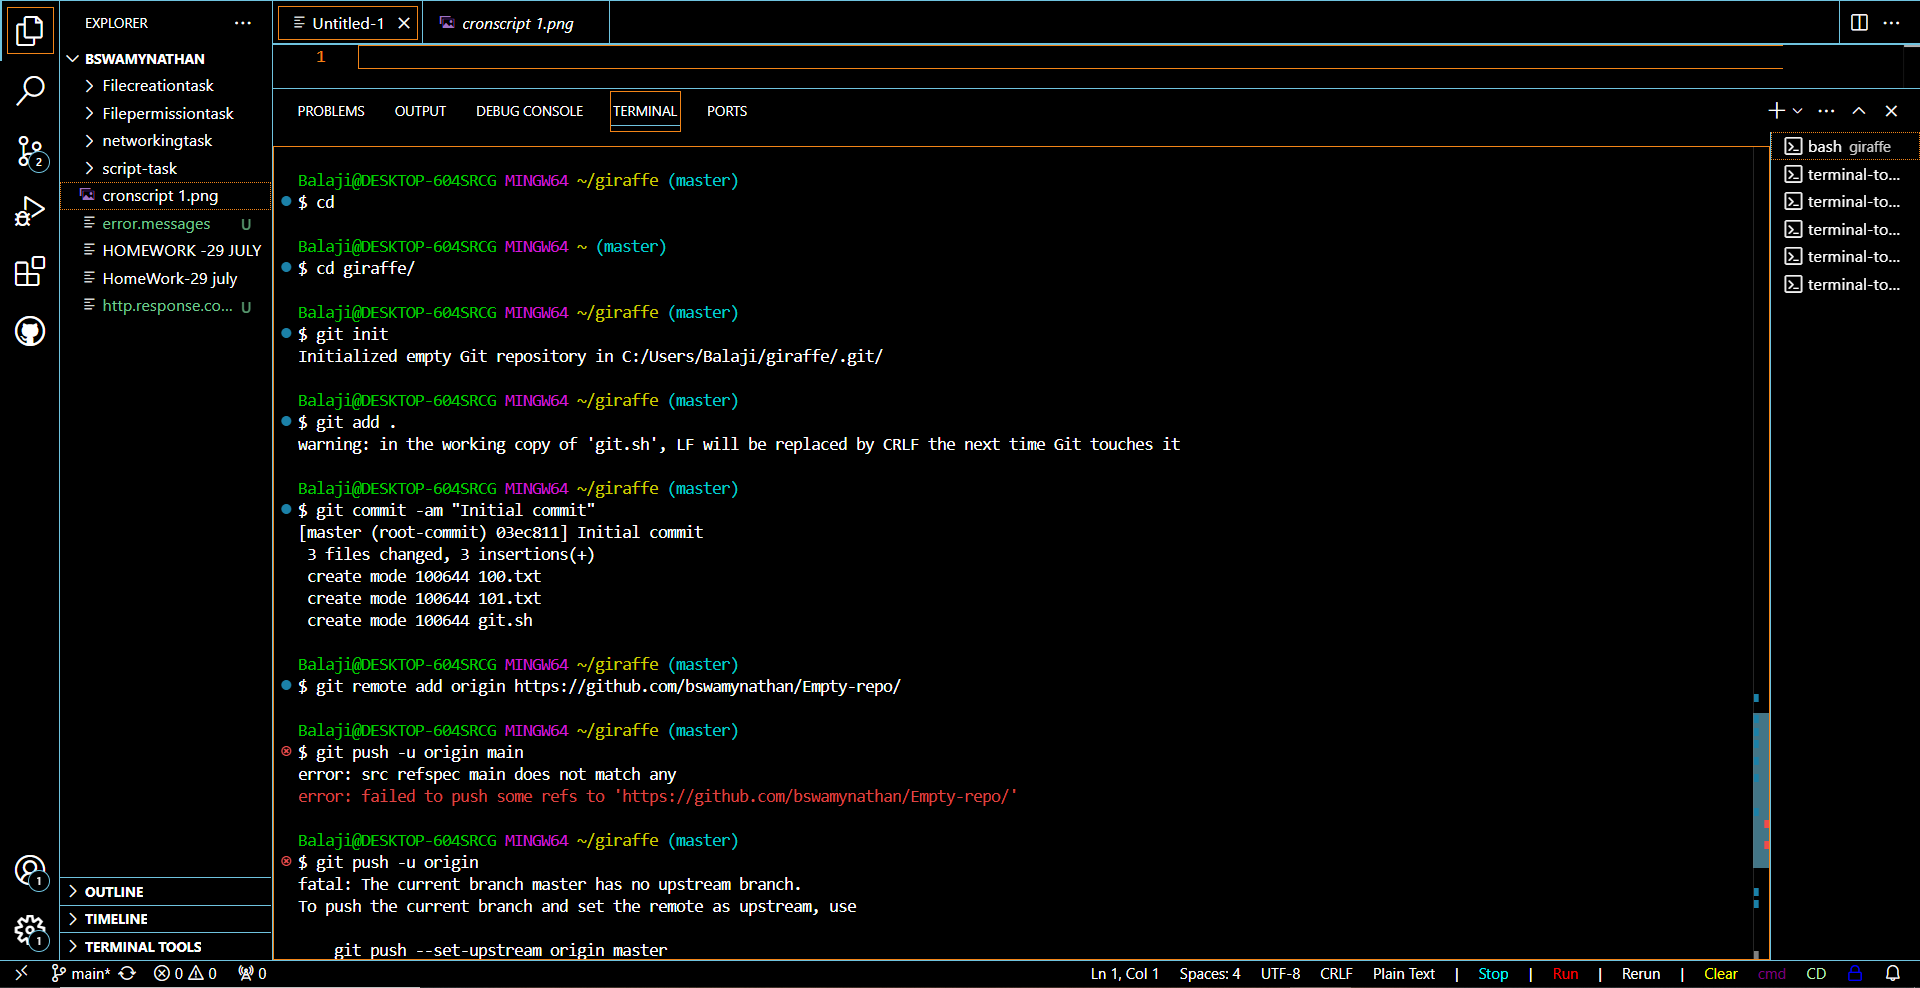 EXPLORER
BSWAMYNATHAN
Filecreationtask
Filepermissiontask
networkingtask
script-task
cronscript 1.png
error.messages U
HOMEWORK -29 JULY
HomeWork-29 july
http.response.co... U
OUTLINE
TIMELINE
TERMINAL TOOLS
2
1
1
Untitled-1
cronscript 1.png
1
PROBLEMS OUTPUT DEBUG CONSOLE TERMINAL PORTS
Balaji@DESKTOP-604SRCG MINGW64 ~/giraffe (master)
$ cd
Balaji@DESKTOP-604SRCG MINGW64 ~ (master)
$ cd giraffe/
Balaji@DESKTOP-604SRCG MINGW64 ~/giraffe (master)
$ git init
Initialized empty Git repository in C:/Users/Balaji/giraffe/.git/
Balaji@DESKTOP-604SRCG MINGW64 ~/giraffe (master)
$ git add .
warning: in the working copy of 'git.sh', LF will be replaced by CRLF the next time Git touches it
Balaji@DESKTOP-604SRCG MINGW64 ~/giraffe (master)
$ git commit -am "Initial commit"
[master (root-commit) 03ec811] Initial commit
3 files changed, 3 insertions(+)
create mode 100644 100.txt
create mode 100644 101.txt
create mode 100644 git.sh
Balaji@DESKTOP-604SRCG MINGW64 ~/giraffe (master)
$ git remote add origin https://github.com/bswamynathan/Empty-repo/
Balaji@DESKTOP-604SRCG MINGW64 ~/giraffe (master)
$ git push -u origin main
error: src refspec main does not match any
error: failed to push some refs to 'https://github.com/bswamynathan/Empty-repo/'
Balaji@DESKTOP-604SRCG MINGW64 ~/giraffe (master)
$ git push -u origin
fatal: The current branch master has no upstream branch.
To push the current branch and set the remote as upstream, use
git push --set-upstream origin master
bash giraffe
terminal-to...
terminal-to...
terminal-to...
terminal-to...
terminal-to...
main* 0 0 0 Ln 1, Col 1 Spaces: 4 UTF-8 CRLF Plain Text | Stop | Run | Rerun | Clear cmd CD